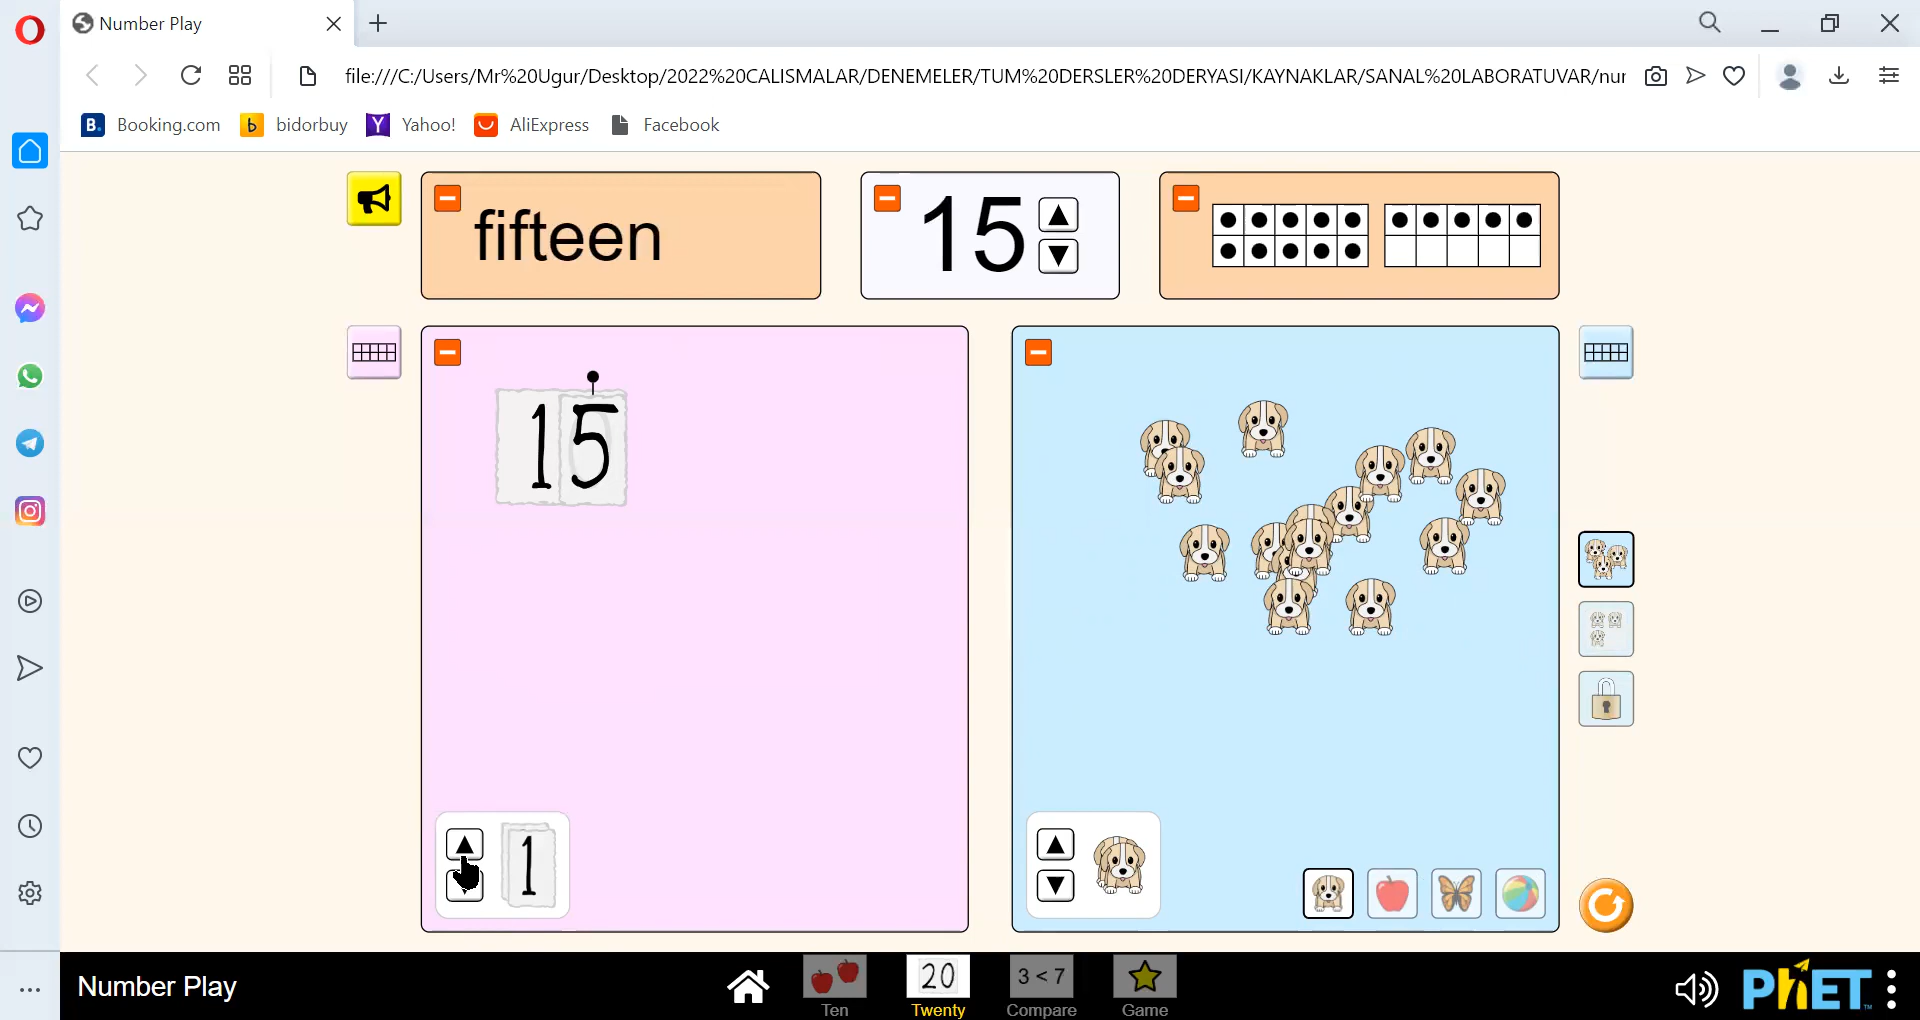 Number Play
file:///C:/Users/Mr%20Ugur/Desktop/2022%20CALISMALAR/DENEMELER/TUM%20DERSLER%20DERYASI/KAYNAKLAR/SANAL%20LABORATUVAR/nur
B. Booking.com b bidorbuy Y Yahoo! AliExpress Facebook
fifteen
15
15
1
Number Play
20
3 < 7
Ten
Twenty
Compare
Game
PhET